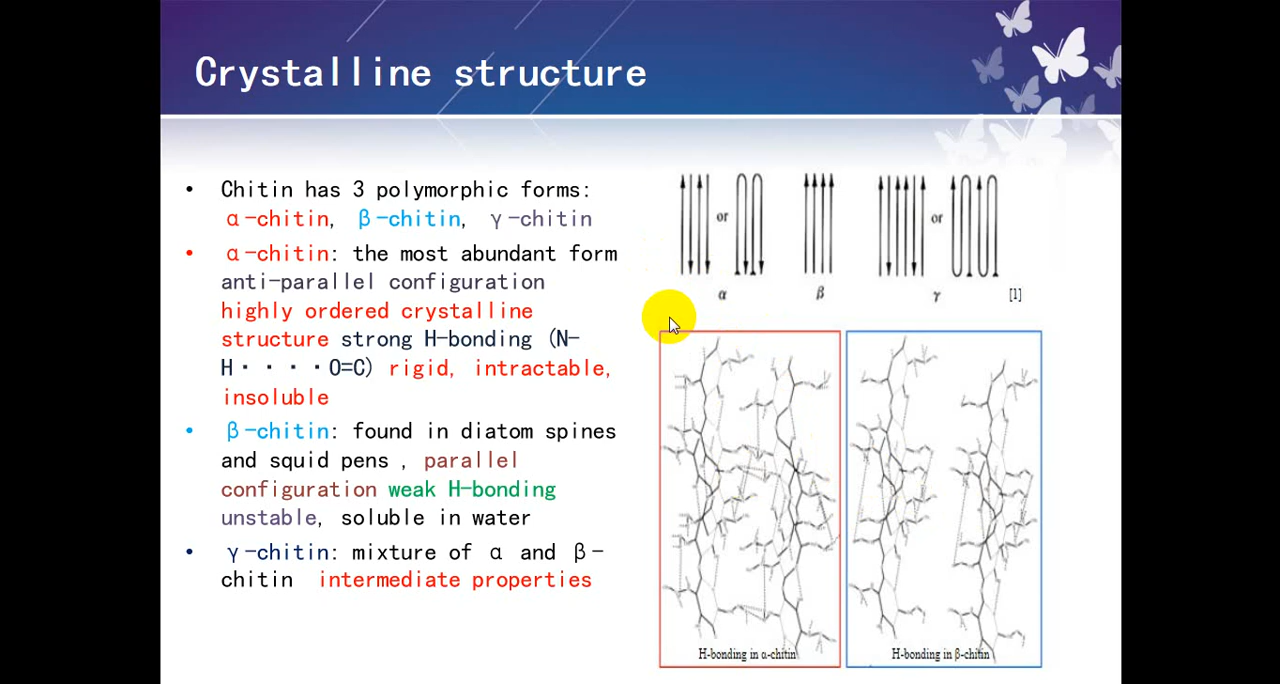 Crystalline structure
• Chitin has 3 polymorphic forms:
α-chitin, β-chitin, γ-chitin
• α-chitin: the most abundant form
anti-parallel configuration
highly ordered crystalline
structure strong H-bonding (N-
H····O=C) rigid, intractable,
insoluble
• β-chitin: found in diatom spines
and squid pens , parallel
configuration weak H-bonding
unstable, soluble in water
• γ-chitin: mixture of α and β-
chitin intermediate properties
or or
α β γ [1]
H-bonding in α-chitin
H-bonding in β-chitin